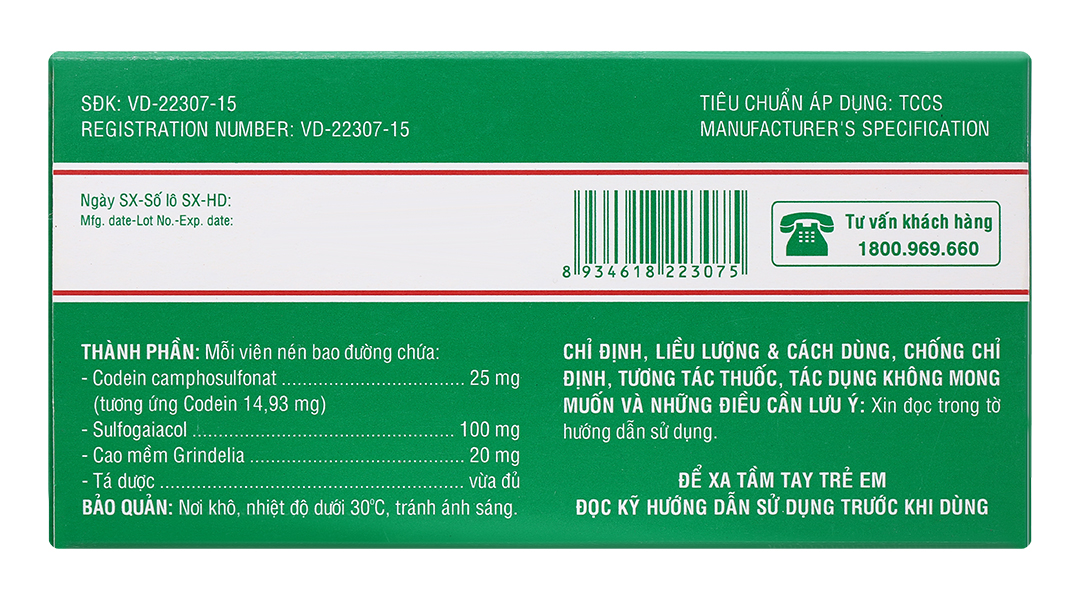 SĐK: VD-22307-15
REGISTRATION NUMBER: VD-22307-15
TIÊU CHUẨN ÁP DỤNG: TCCS
MANUFACTURER'S SPECIFICATION
Ngày SX-Số lô SX-HD:
Mfg. date-Lot No.-Exp. date:
8 934618 223075
Tư vấn khách hàng
1800.969.660
THÀNH PHẦN: Mỗi viên nén bao đường chứa:
- Codein camphosulfonat ................................... 25 mg
(tương ứng Codein 14,93 mg)
- Sulfogaiacol .................................................. 100 mg
- Cao mềm Grindelia ......................................... 20 mg
- Tá dược .......................................................... vừa đủ
BẢO QUẢN: Nơi khô, nhiệt độ dưới 30°C, tránh ánh sáng.
CHỈ ĐỊNH, LIỀU LƯỢNG & CÁCH DÙNG, CHỐNG CHỈ
ĐỊNH, TƯƠNG TÁC THUỐC, TÁC DỤNG KHÔNG MONG
MUỐN VÀ NHỮNG ĐIỀU CẦN LƯU Ý: Xin đọc trong tờ
hướng dẫn sử dụng.
ĐỂ XA TẦM TAY TRẺ EM
ĐỌC KỸ HƯỚNG DẪN SỬ DỤNG TRƯỚC KHI DÙNG